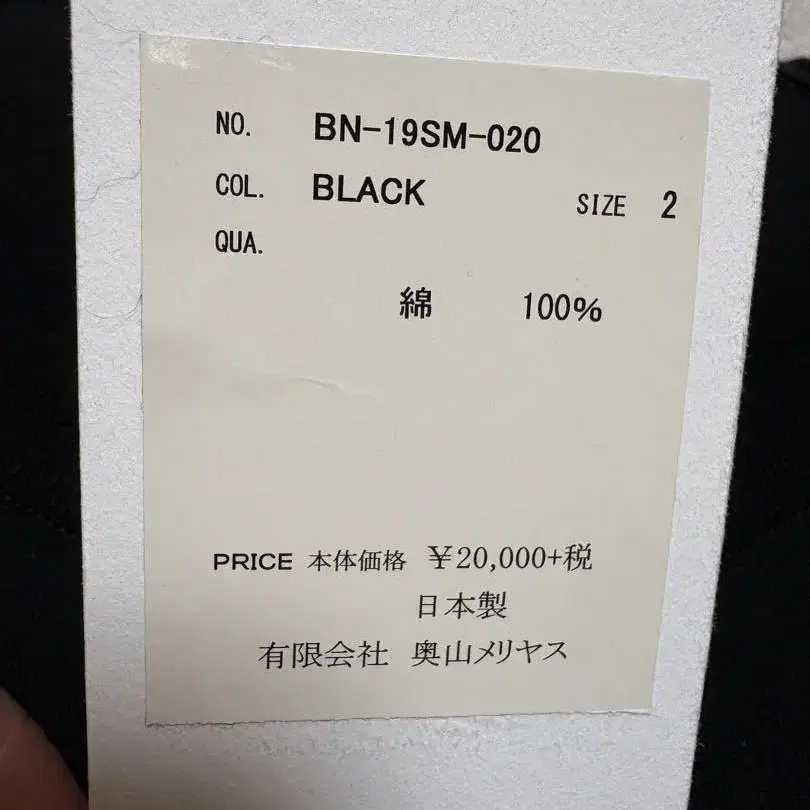 NO. BN-19SM-020
COL. BLACK SIZE 2
QUA.
綿 100%
PRICE 本体価格 ¥20,000+税
日本製
有限会社 奥山メリヤス